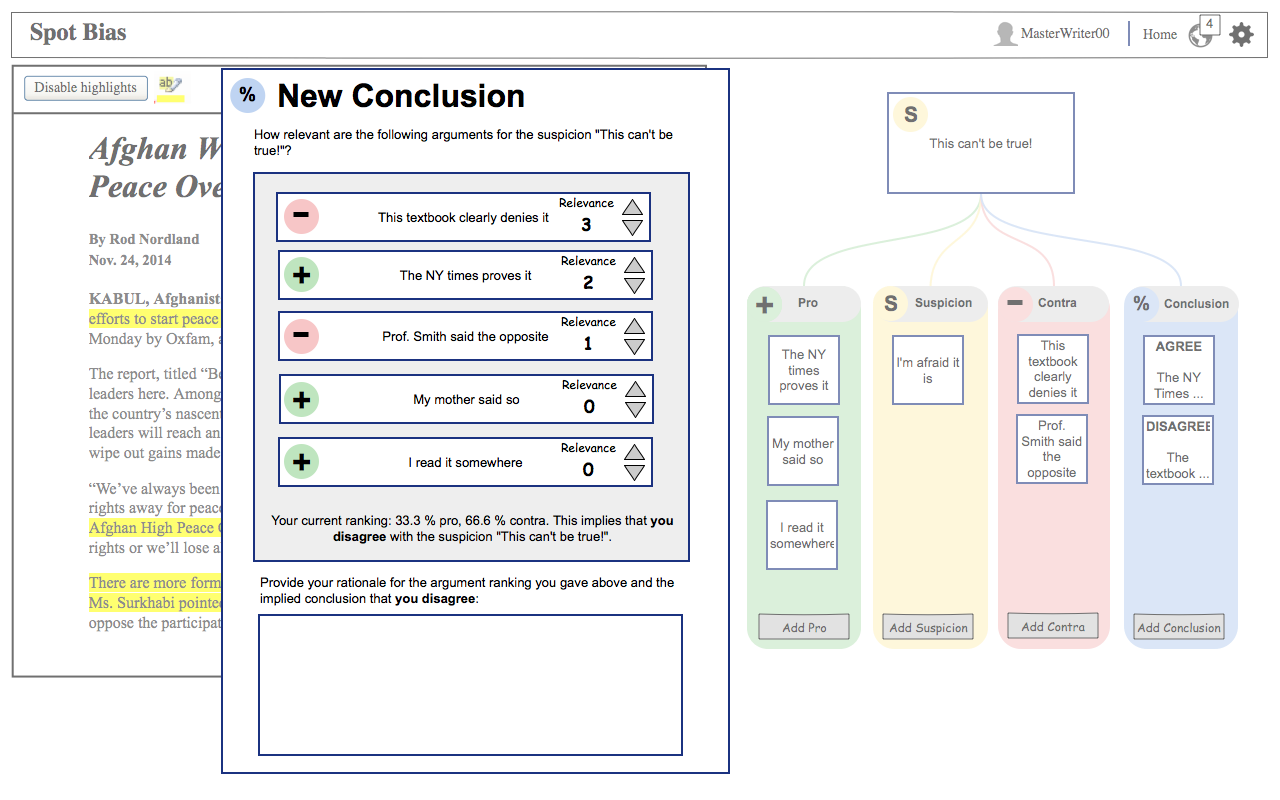 Spot Bias
MasterWriter00
Home
4
Disable highlights
ab
Afghan W
Peace Ove
By Rod Nordland
Nov. 24, 2014
KABUL, Afghanist
efforts to start peace
Monday by Oxfam, a
The report, titled “Be
leaders here. Among
the country’s nascen
leaders will reach an
wipe out gains made
“We’ve always been
rights away for peace
Afghan High Peace C
rights or we’ll lose a
There are more form
Ms. Surkhabi pointed
oppose the participat
% New Conclusion
How relevant are the following arguments for the suspicion "This can't be
true!"?
− This textbook clearly denies it
Relevance
3
+ The NY times proves it
Relevance
2
− Prof. Smith said the opposite
Relevance
1
+ My mother said so
Relevance
0
+ I read it somewhere
Relevance
0
Your current ranking: 33.3 % pro, 66.6 % contra. This implies that you
disagree with the suspicion "This can't be true!".
Provide your rationale for the argument ranking you gave above and the
implied conclusion that you disagree:
S
This can't be true!
+ Pro
The NY
times
proves it
My mother
said so
I read it
somewhere
Add Pro
S Suspicion
I'm afraid it
is
Add Suspicion
− Contra
This
textbook
clearly
denies it
Prof.
Smith said
the
opposite
Add Contra
% Conclusion
AGREE
The NY
Times ...
DISAGREE
The
textbook ...
Add Conclusion